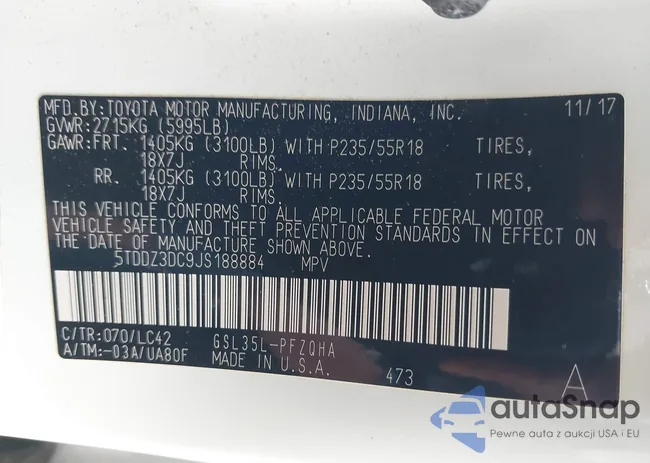 MFD.BY:TOYOTA MOTOR MANUFACTURING, INDIANA, INC. 11/17
GVWR:2715KG (5995LB)
GAWR:FRT. 1405KG (3100LB) WITH P235/55R18 TIRES,
18X7J RIMS.
RR. 1405KG (3100LB) WITH P235/55R18 TIRES,
18X7J RIMS.
THIS VEHICLE CONFORMS TO ALL APPLICABLE FEDERAL MOTOR
VEHICLE SAFETY AND THEFT PREVENTION STANDARDS IN EFFECT ON
THE DATE OF MANUFACTURE SHOWN ABOVE.
5TDDZ3DC9JS188884 MPV
C/TR:070/LC42 GSL35L-PFZQHA
A/TM:-03A/UA80F MADE IN U.S.A. 473 A
autoSnap
Pewne auta z aukcji USA i EU